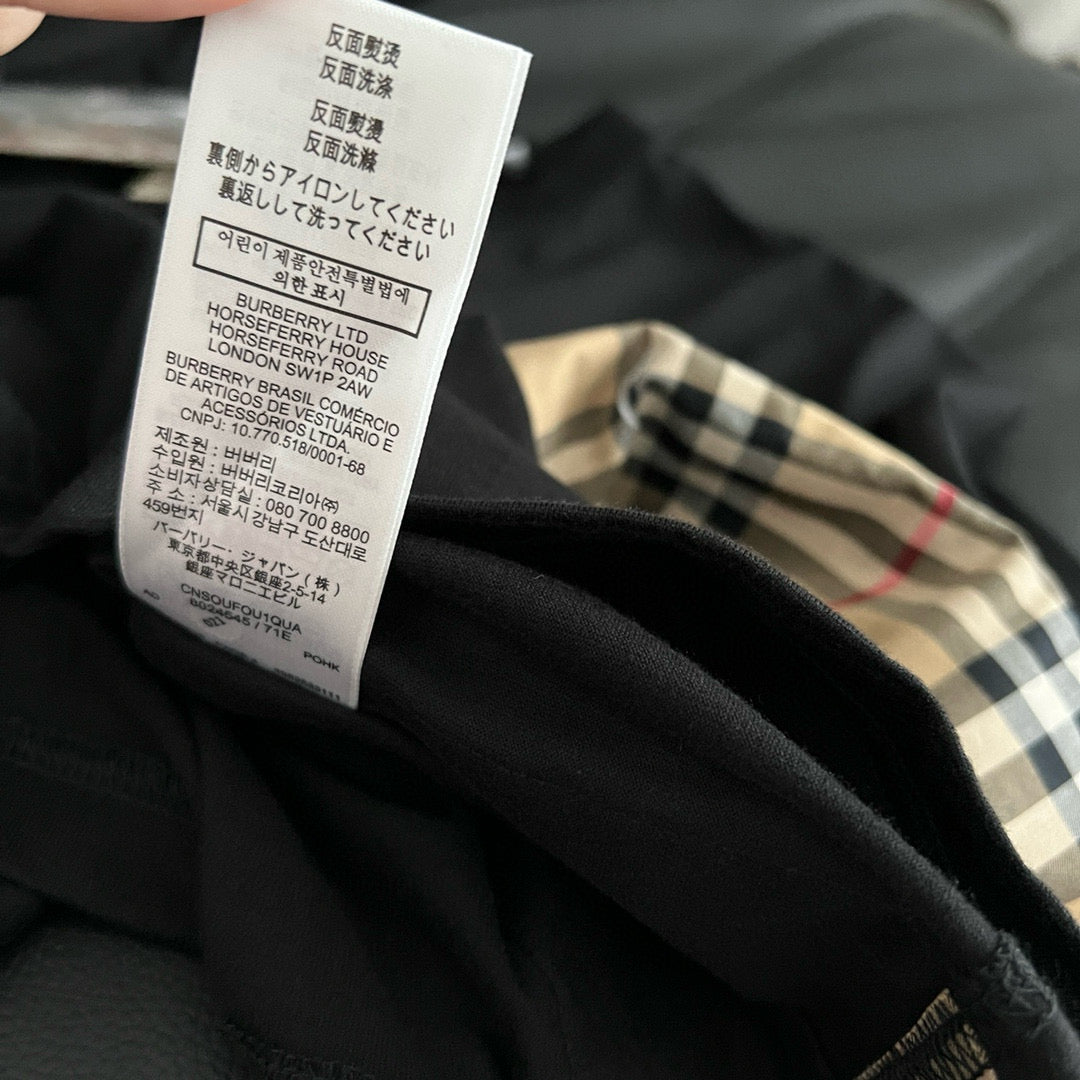 反面熨烫
反面洗涤
反面熨燙
反面洗滌
裏側からアイロンしてください
裏返しして洗ってください
어린이 제품안전특별법에
의한 표시
BURBERRY LTD
HORSEFERRY HOUSE
HORSEFERRY ROAD
LONDON SW1P 2AW
BURBERRY BRASIL COMÉRCIO
DE ARTIGOS DE VESTUÁRIO E
ACESSÓRIOS LTDA.
CNPJ: 10.770.518/0001-68
제조원 : 버버리
수입원 : 버버리코리아㈜
소비자상담실 : 080 700 8800
주 소 : 서울시 강남구 도산대로
459번지
バーバリー・ジャパン(株)
東京都中央区銀座2-5-14
銀座マロニエビル
CNSOUFOU1QUA
AD
POHK